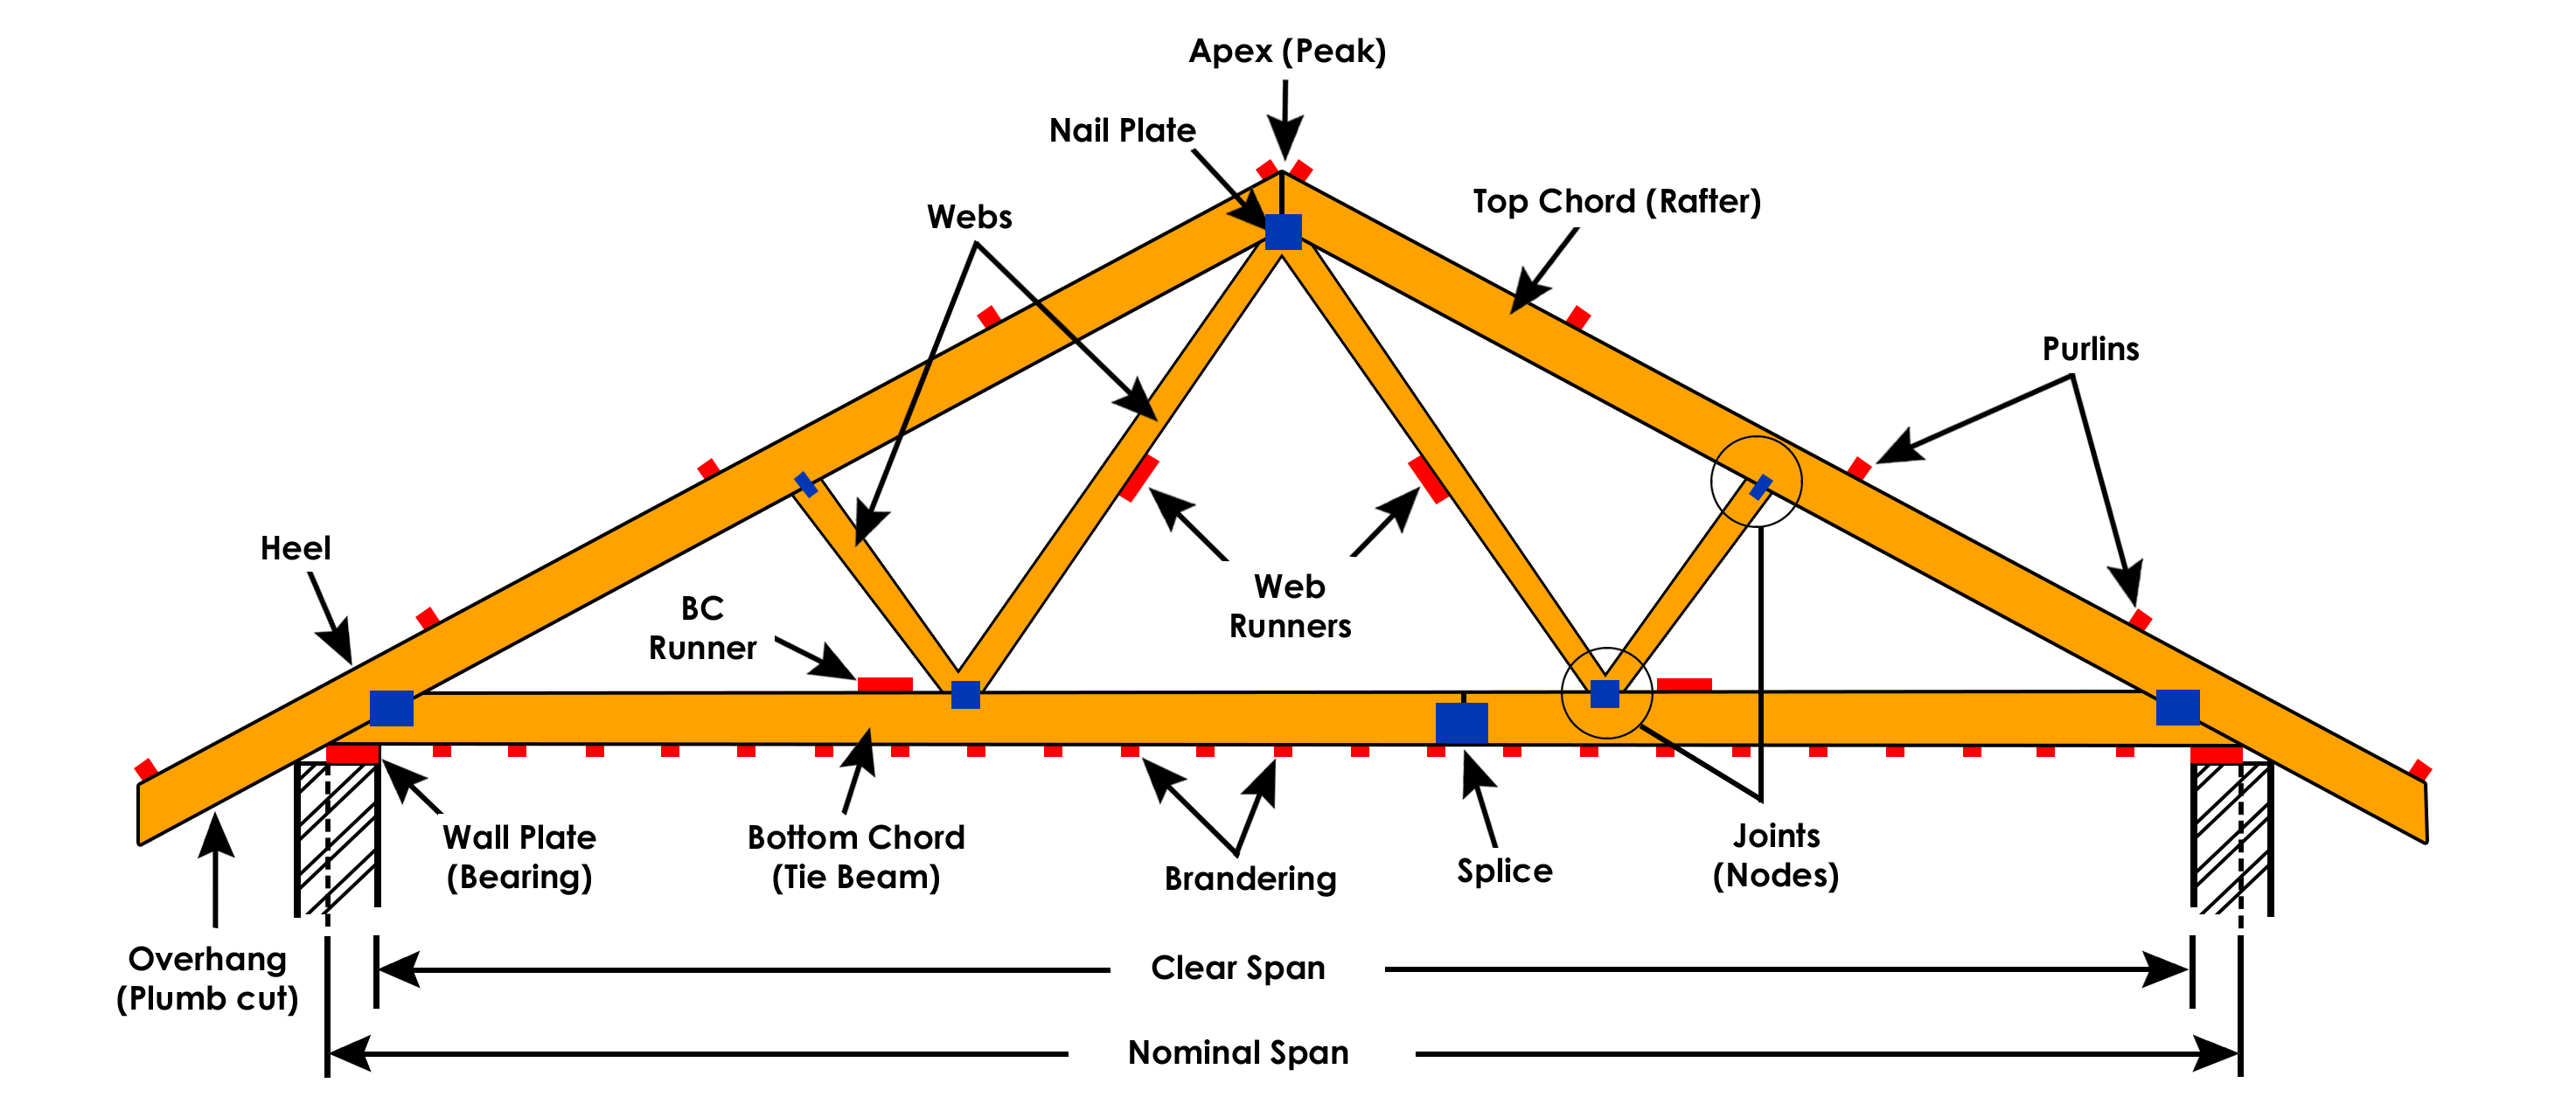 Apex (Peak)
Nail Plate
Top Chord (Rafter)
Webs
Purlins
Heel
Web
Runners
BC
Runner
Wall Plate
(Bearing)
Bottom Chord
(Tie Beam)
Brandering
Splice
Joints
(Nodes)
Overhang
(Plumb cut)
Clear Span
Nominal Span